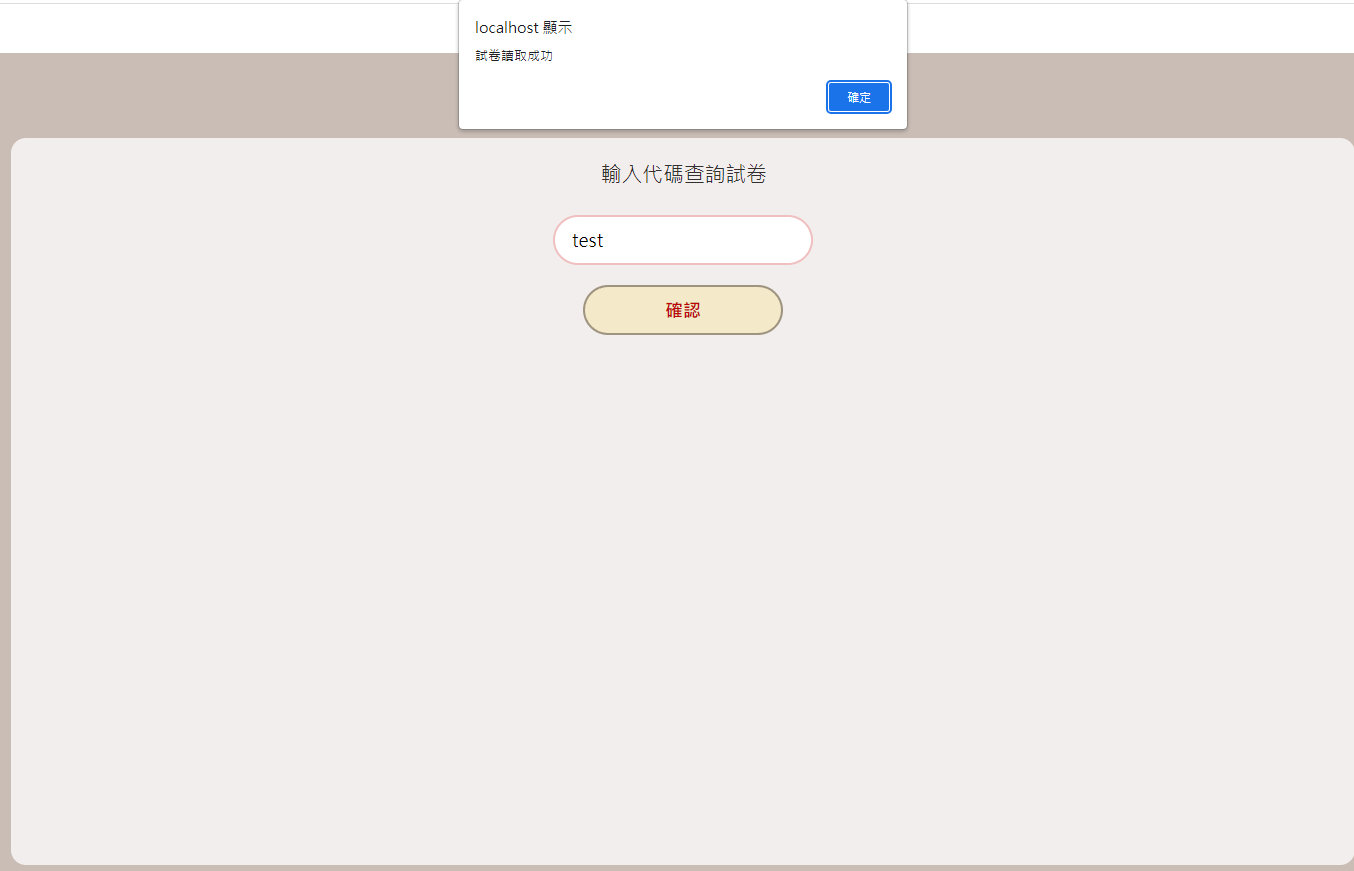 localhost 顯示
試卷讀取成功
確定
輸入代碼查詢試卷
test
確認